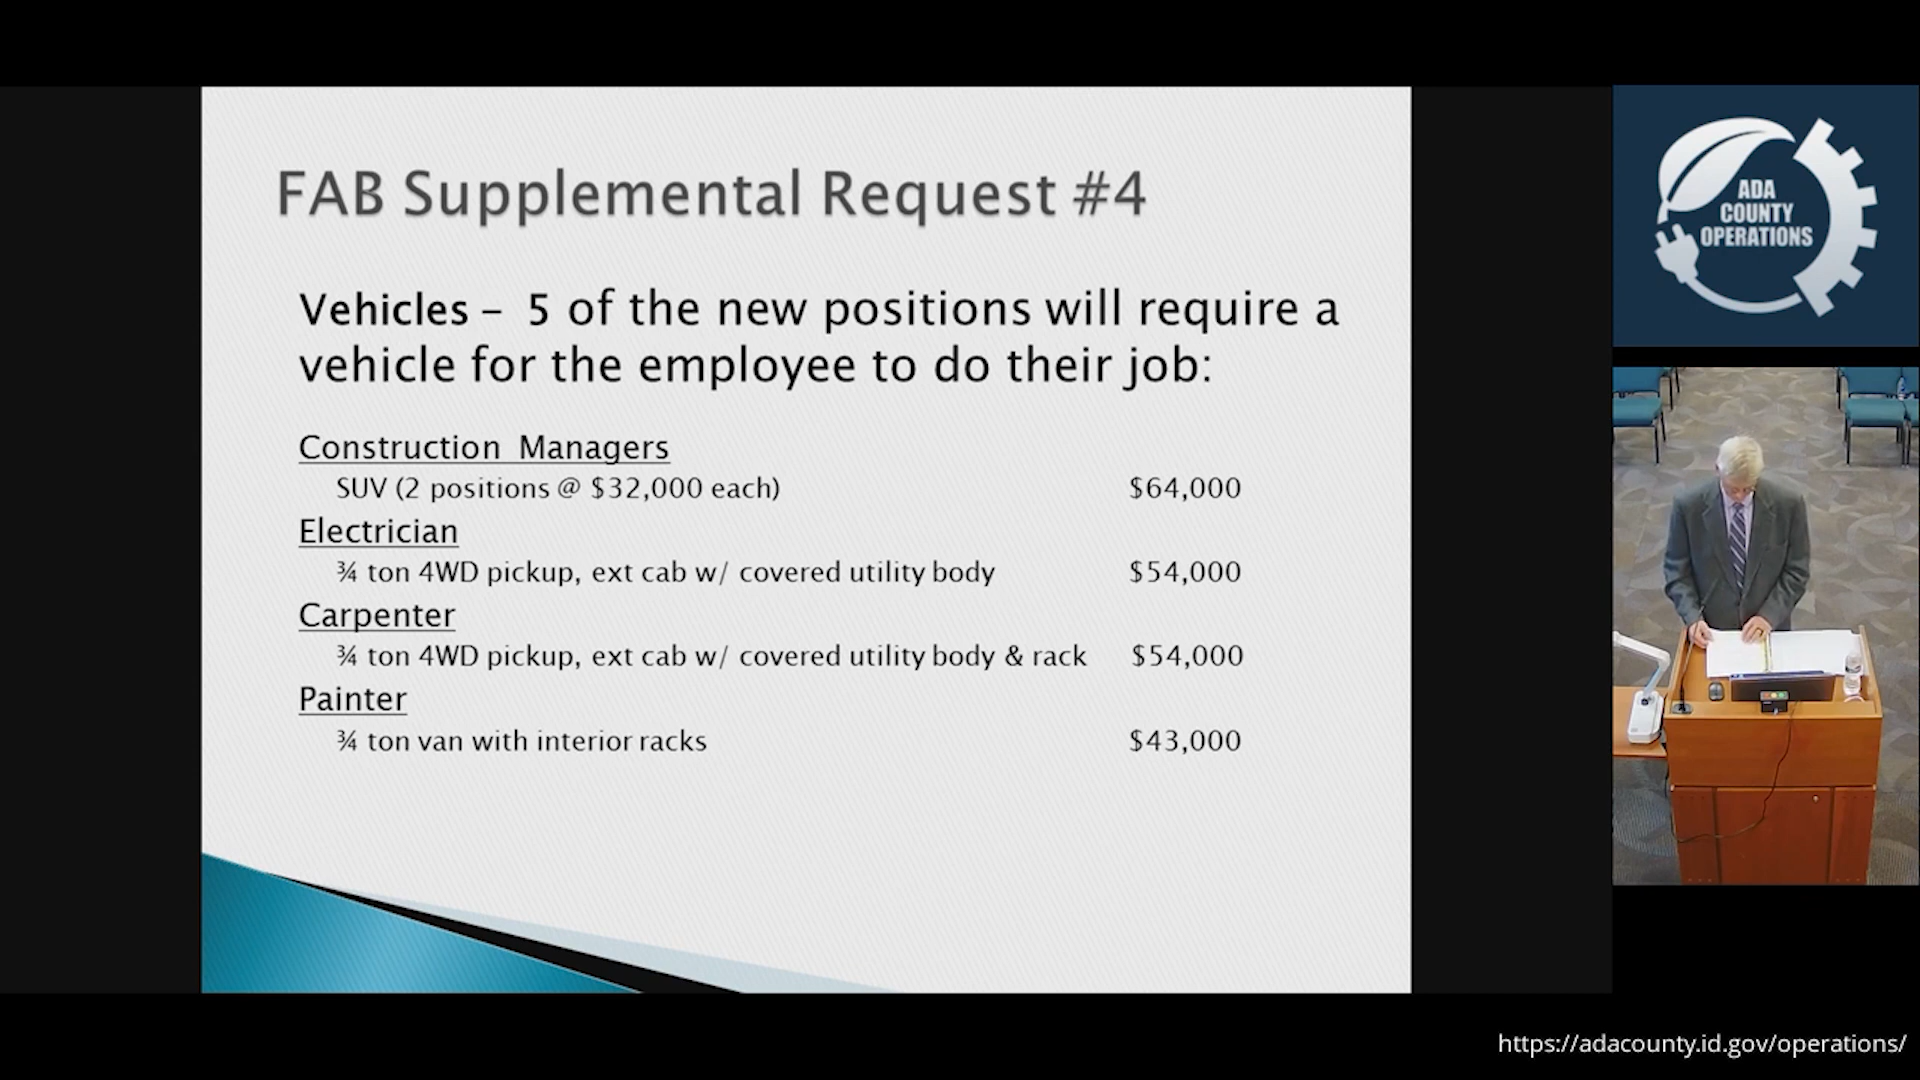 FAB Supplemental Request #4
Vehicles – 5 of the new positions will require a
vehicle for the employee to do their job:
Construction Managers
SUV (2 positions @ $32,000 each) $64,000
Electrician
¾ ton 4WD pickup, ext cab w/ covered utility body $54,000
Carpenter
¾ ton 4WD pickup, ext cab w/ covered utility body & rack $54,000
Painter
¾ ton van with interior racks $43,000
ADA
COUNTY
OPERATIONS
https://adacounty.id.gov/operations/